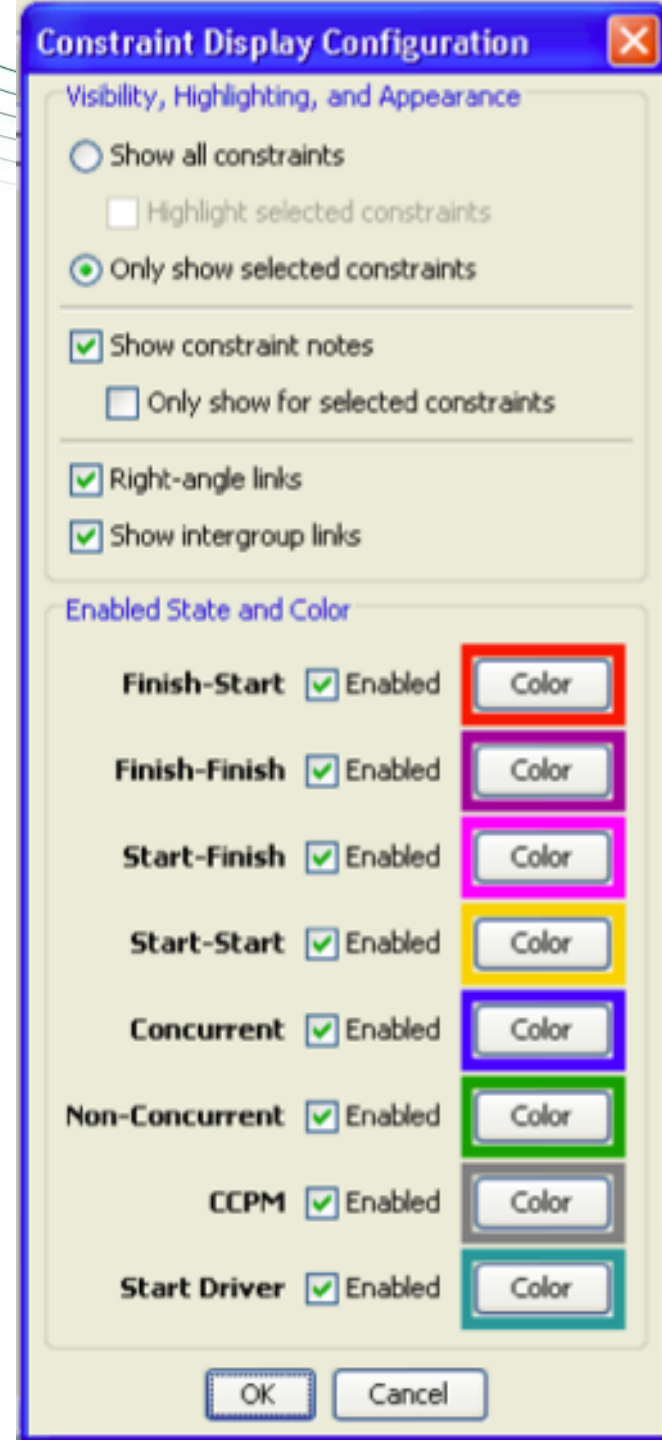 Constraint Display Configuration
Visibility, Highlighting, and Appearance
Show all constraints
Highlight selected constraints
Only show selected constraints
Show constraint notes
Only show for selected constraints
Right-angle links
Show intergroup links
Enabled State and Color
Finish-Start Enabled Color
Finish-Finish Enabled Color
Start-Finish Enabled Color
Start-Start Enabled Color
Concurrent Enabled Color
Non-Concurrent Enabled Color
CCPM Enabled Color
Start Driver Enabled Color
OK Cancel